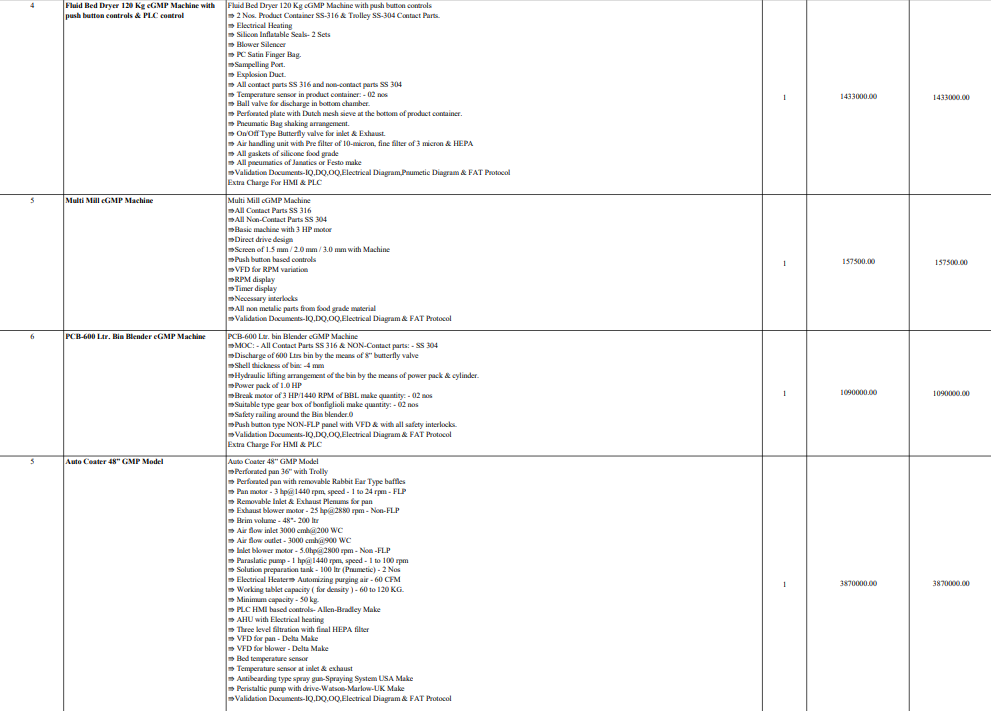 4
Fluid Bed Dryer 120 Kg cGMP Machine with
push button controls & PLC control
Fluid Bed Dryer 120 Kg cGMP Machine with push button controls
⇛ 2 Nos. Product Container SS-316 & Trolley SS-304 Contact Parts.
⇛ Electrical Heating
⇛ Silicon Inflatable Seals- 2 Sets
⇛ Blower Silencer
⇛ PC Satin Finger Bag.
⇛Sampelling Port.
⇛ Explosion Duct.
⇛ All contact parts SS 316 and non-contact parts SS 304
⇛ Temperature sensor in product container: - 02 nos
⇛ Ball valve for discharge in bottom chamber.
⇛ Perforated plate with Dutch mesh sieve at the bottom of product container.
⇛ Pneumatic Bag shaking arrangement.
⇛ On/Off Type Butterfly valve for inlet & Exhaust.
⇛ Air handling unit with Pre filter of 10-micron, fine filter of 3 micron & HEPA
⇛ All gaskets of silicone food grade
⇛ All pneumatics of Janatics or Festo make
⇛Validation Documents-IQ,DQ,OQ,Electrical Diagram,Pnumetic Diagram & FAT Protocol
Extra Charge For HMI & PLC
1
1433000.00
1433000.00
5
Multi Mill cGMP Machine
Multi Mill cGMP Machine
⇛All Contact Parts SS 316
⇛All Non-Contact Parts SS 304
⇛Basic machine with 3 HP motor
⇛Direct drive design
⇛Screen of 1.5 mm / 2.0 mm / 3.0 mm with Machine
⇛Push button based controls
⇛VFD for RPM variation
⇛RPM display
⇛Timer display
⇛Necessary interlocks
⇛All non metalic parts from food grade material
⇛Validation Documents-IQ,DQ,OQ,Electrical Diagram & FAT Protocol
1
157500.00
157500.00
6
PCB-600 Ltr. Bin Blender cGMP Machine
PCB-600 Ltr. bin Blender cGMP Machine
⇛MOC: - All Contact Parts SS 316 & NON-Contact parts: - SS 304
⇛Discharge of 600 Ltrs bin by the means of 8" butterfly valve
⇛Shell thickness of bin: -4 mm
⇛Hydraulic lifting arrangement of the bin by the means of power pack & cylinder.
⇛Power pack of 1.0 HP
⇛Break motor of 3 HP/1440 RPM of BBL make quantity: - 02 nos
⇛Suitable type gear box of bonfiglioli make quantity: - 02 nos
⇛Safety railing around the Bin blender.0
⇛Push button type NON-FLP panel with VFD & with all safety interlocks.
⇛Validation Documents-IQ,DQ,OQ,Electrical Diagram & FAT Protocol
Extra Charge For HMI & PLC
1
1090000.00
1090000.00
5
Auto Coater 48” GMP Model
Auto Coater 48" GMP Model
⇛Perforated pan 36" with Trolly
⇛ Perforated pan with removable Rabbit Ear Type baffles
⇛ Pan motor - 3 hp@1440 rpm, speed - 1 to 24 rpm - FLP
⇛ Removable Inlet & Exhaust Plenums for pan
⇛ Exhaust blower motor - 25 hp@2880 rpm - Non-FLP
⇛ Brim volume - 48"- 200 ltr
⇛ Air flow inlet 3000 cmh@200 WC
⇛ Air flow outlet - 3000 cmh@900 WC
⇛ Inlet blower motor - 5.0hp@2800 rpm - Non -FLP
⇛ Paraslatic pump - 1 hp@1440 rpm, speed - 1 to 100 rpm
⇛ Solution preparation tank - 100 ltr (Pnumetic) - 2 Nos
⇛ Electrical Heater⇛ Automizing purging air - 60 CFM
⇛ Working tablet capacity ( for density ) - 60 to 120 KG.
⇛ Minimum capacity - 50 kg.
⇛ PLC HMI based controls- Allen-Bradley Make
⇛ AHU with Electrical heating
⇛ Three level filtration with final HEPA filter
⇛ VFD for pan - Delta Make
⇛ VFD for blower - Delta Make
⇛ Bed temperature sensor
⇛ Temperature sensor at inlet & exhaust
⇛ Antibearding type spray gun-Spraying System USA Make
⇛ Peristaltic pump with drive-Watson-Marlow-UK Make
⇛Validation Documents-IQ,DQ,OQ,Electrical Diagram & FAT Protocol
1
3870000.00
3870000.00